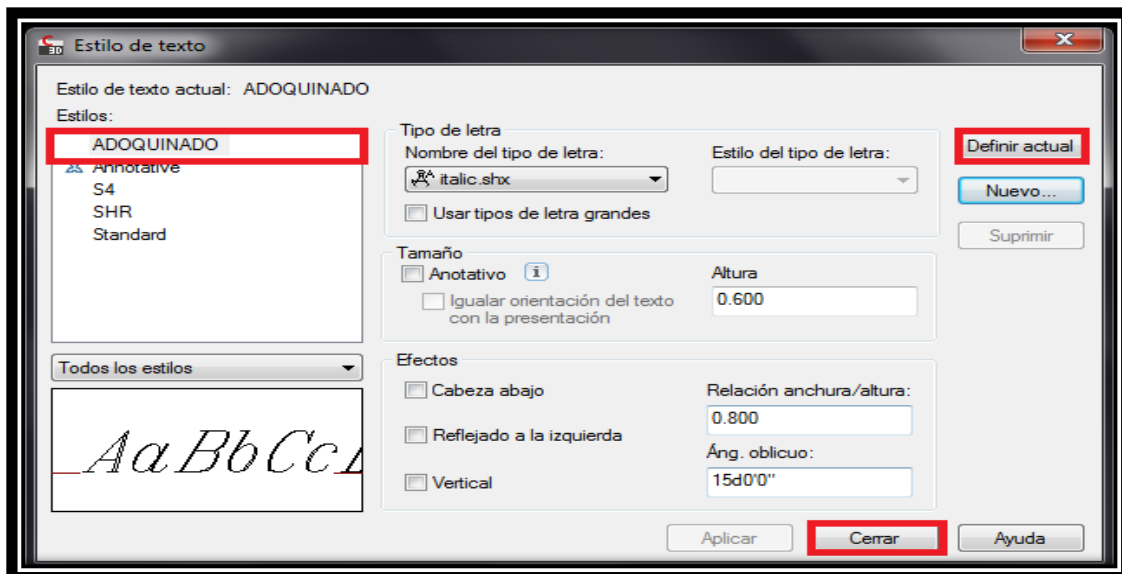 Estilo de texto
Estilo de texto actual: ADOQUINADO
Estilos:
ADOQUINADO
Annotative
S4
SHR
Standard
Todos los estilos
AaBbCc
Tipo de letra
Nombre del tipo de letra:
italic.shx
Usar tipos de letra grandes
Estilo del tipo de letra:
Tamaño
Anotativo
Igualar orientación del texto
con la presentación
Altura
0.600
Efectos
Cabeza abajo
Reflejado a la izquierda
Vertical
Relación anchura/altura:
0.800
Áng. oblicuo:
15d0'0"
Definir actual
Nuevo...
Suprimir
Aplicar
Cerrar
Ayuda